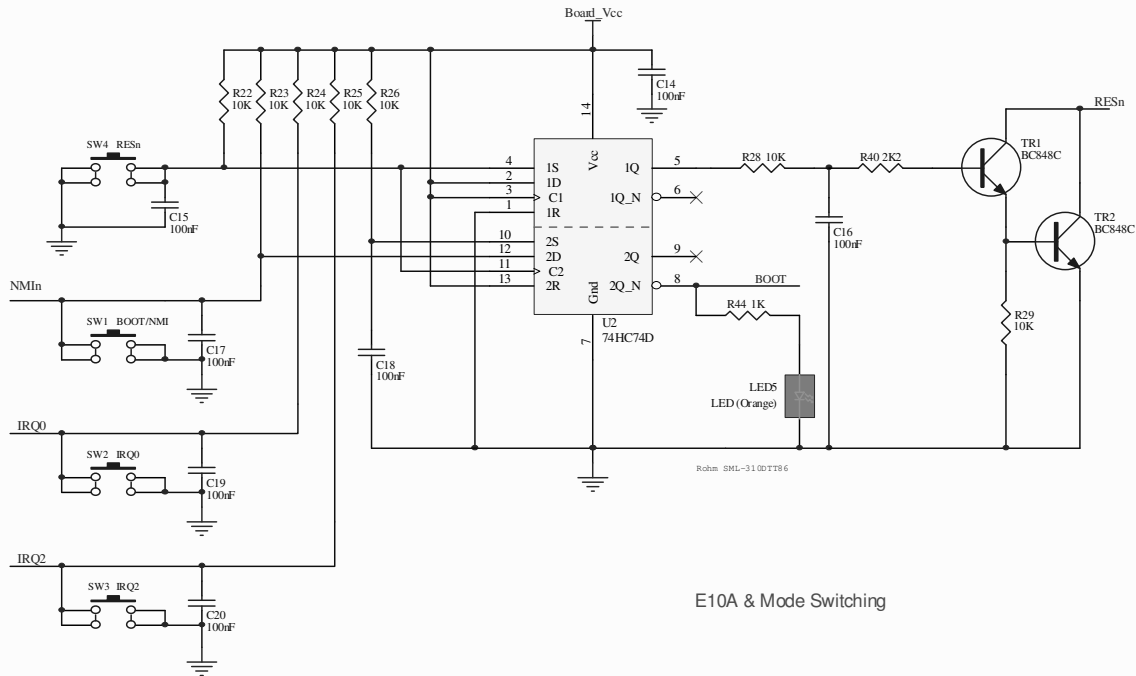 Board_Vcc
R22
10K
R23
10K
R24
10K
R25
10K
R26
10K
C14
100nF
14
RESn
SW4 RESn
C15
100nF
4
2
3
1
10
12
11
13
1S
1D
C1
1R
2S
2D
C2
2R
Vcc
Gnd
1Q
1Q_N
2Q
2Q_N
5
6
9
8
7
U2
74HC74D
R28 10K
R40 2K2
C16
100nF
TR1
BC848C
TR2
BC848C
R29
10K
BOOT
R44 1K
LED5
LED (Orange)
Rohm SML-310DTT86
NMIn
SW1 BOOT/NMI
C17
100nF
C18
100nF
IRQ0
SW2 IRQ0
C19
100nF
IRQ2
SW3 IRQ2
C20
100nF
E10A & Mode Switching